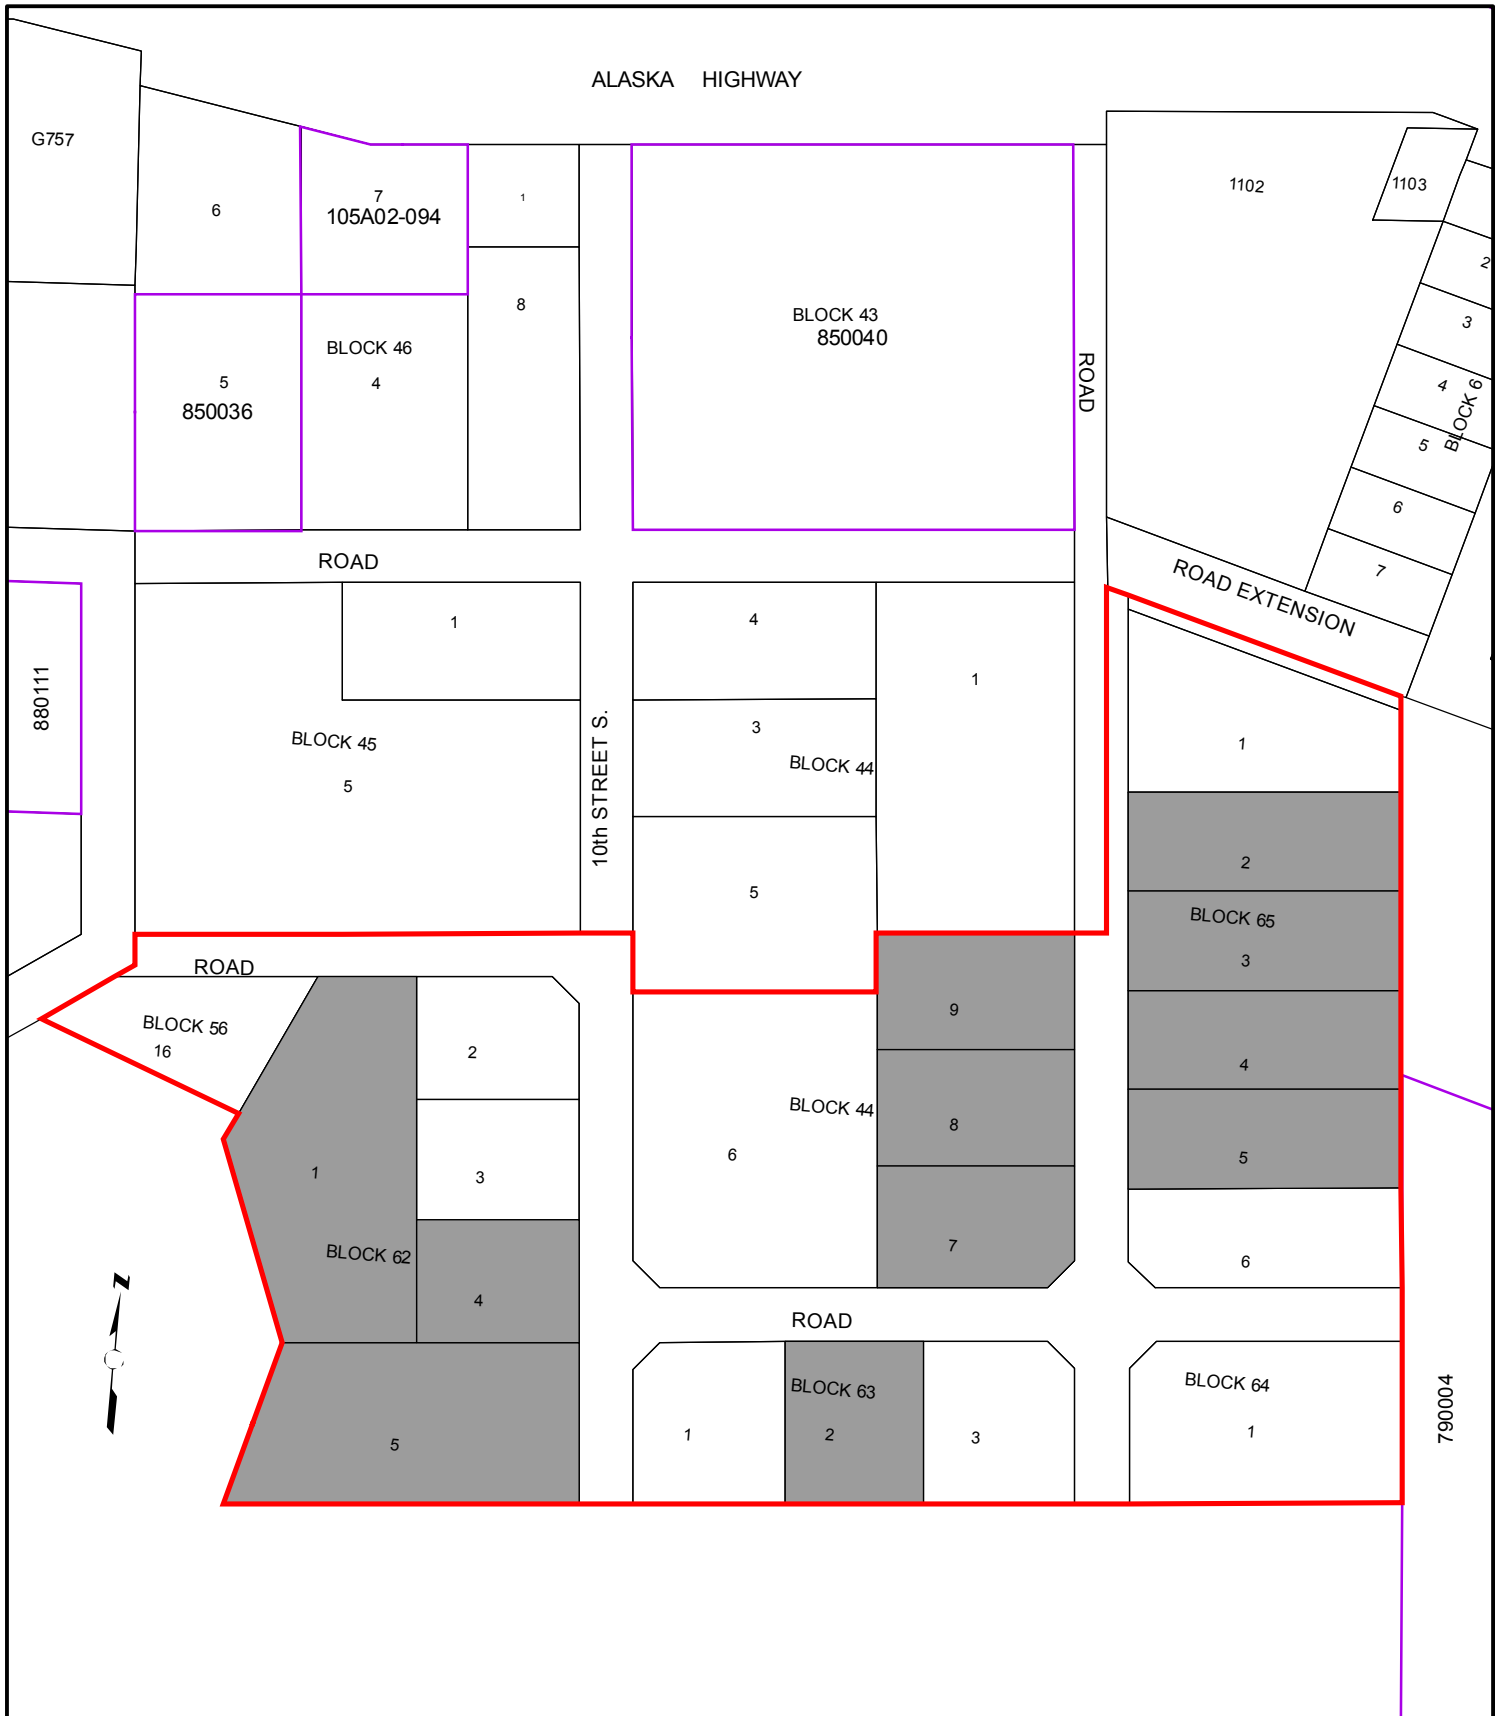 ALASKA HIGHWAY
G757
6
7
105A02-094
1
1102
1103
2
3
4
5
6
7
BLOCK 6
8
BLOCK 43
850040
ROAD
BLOCK 46
4
5
850036
ROAD
ROAD EXTENSION
880111
1
BLOCK 45
5
10th STREET S.
4
3
BLOCK 44
5
1
1
2
BLOCK 65
3
4
5
6
ROAD
BLOCK 56
16
2
3
1
BLOCK 62
4
5
9
8
7
BLOCK 44
6
ROAD
BLOCK 63
1
2
3
BLOCK 64
1
790004
N